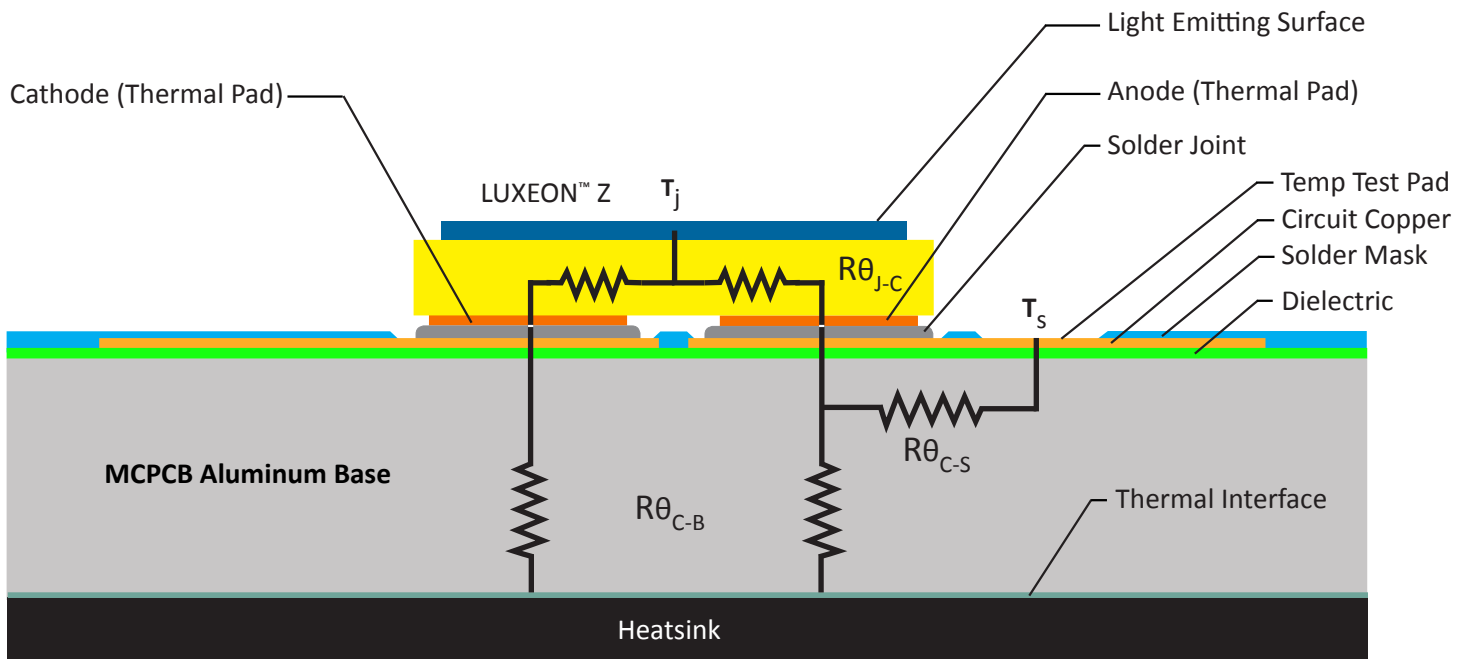 Light Emitting Surface
Cathode (Thermal Pad)
Anode (Thermal Pad)
Solder Joint
LUXEON™ Z
Tj
Temp Test Pad
Circuit Copper
Solder Mask
Dielectric
RθJ-C
Ts
RθC-S
MCPCB Aluminum Base
RθC-B
Thermal Interface
Heatsink